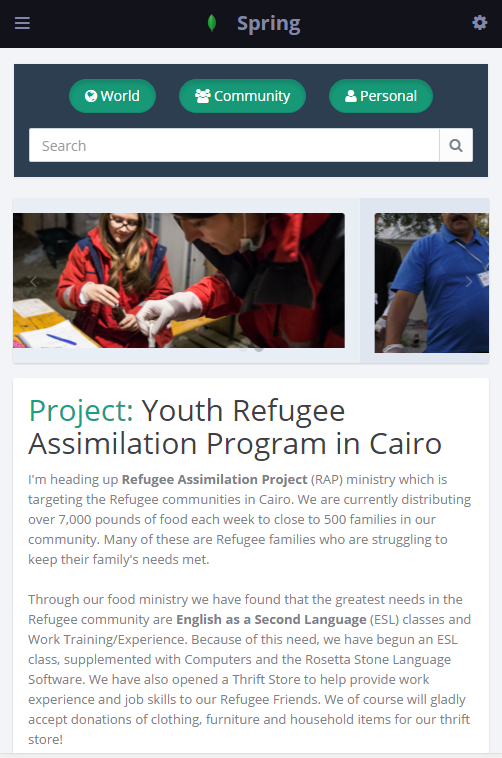 Spring
World
Community
Personal
Search
Project: Youth Refugee
Assimilation Program in Cairo
I'm heading up Refugee Assimilation Project (RAP) ministry which is
targeting the Refugee communities in Cairo. We are currently distributing
over 7,000 pounds of food each week to close to 500 families in our
community. Many of these are Refugee families who are struggling to
keep their family's needs met.
Through our food ministry we have found that the greatest needs in the
Refugee community are English as a Second Language (ESL) classes and
Work Training/Experience. Because of this need, we have begun an ESL
class, supplemented with Computers and the Rosetta Stone Language
Software. We have also opened a Thrift Store to help provide work
experience and job skills to our Refugee Friends. We of course will gladly
accept donations of clothing, furniture and household items for our thrift
store!